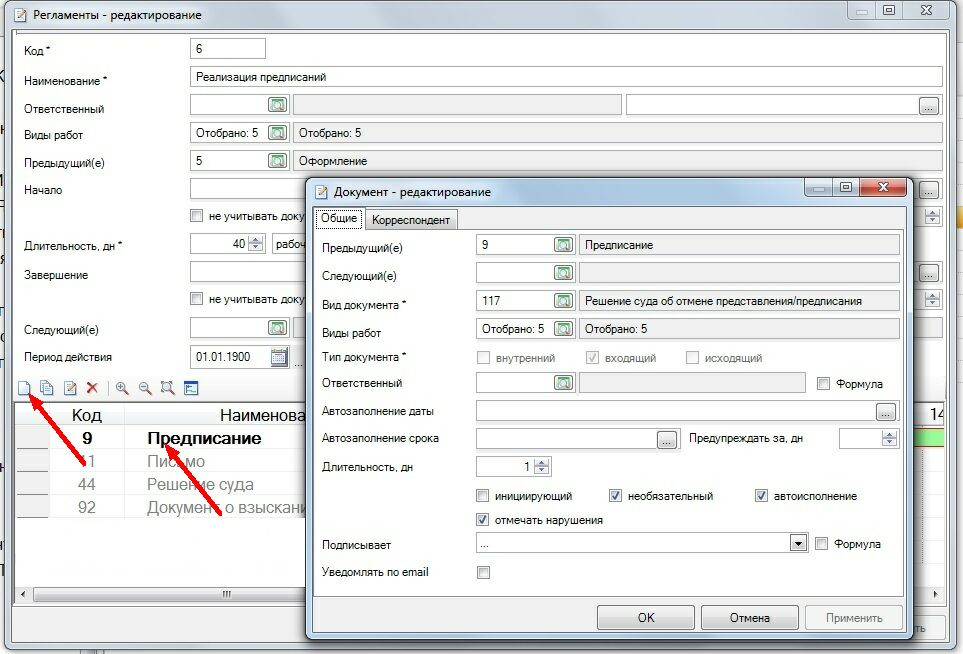 Регламенты - редактирование
Код *
6
Наименование *
Реализация предписаний
Ответственный
...
Виды работ
Отобрано: 5
Отобрано: 5
Предыдущий(е)
5
Оформление
Начало
...
не учитывать доку
Длительность, дн *
40
рабоч
Завершение
...
не учитывать доку
Следующий(е)
Период действия
01.01.1900
...
Код
Наименова
14
9
Предписание
11
Письмо
44
Решение суда
92
Документ о взыскани
ть
Документ - редактирование
Общие
Корреспондент
Предыдущий(е)
9
Предписание
Следующий(е)
Вид документа *
117
Решение суда об отмене представления/предписания
Виды работ
Отобрано: 5
Отобрано: 5
Тип документа *
внутренний
входящий
исходящий
Ответственный
Формула
Автозаполнение даты
...
Автозаполнение срока
...
Предупреждать за, дн
Длительность, дн
1
инициирующий
необязательный
автоисполнение
отмечать нарушения
Подписывает
...
Формула
Уведомлять по email
OK
Отмена
Применить